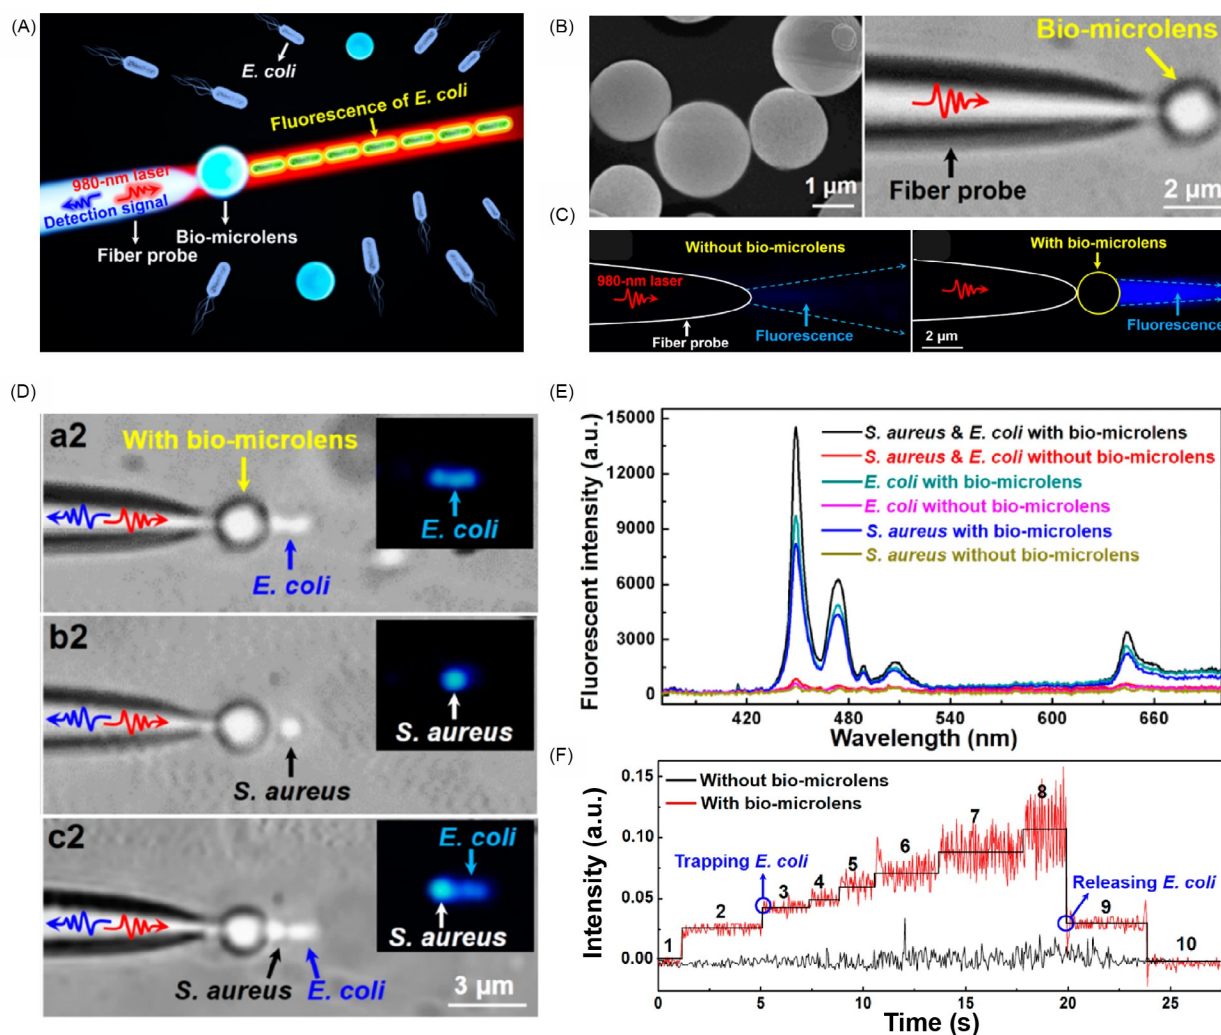 (A)
E. coli
Fluorescence of E. coli
980-nm laser
Detection signal
Fiber probe
Bio-microlens
(B)
1 μm
Bio-microlens
Fiber probe
2 μm
(C)
Without bio-microlens
980-nm laser
Fiber probe
Fluorescence
With bio-microlens
2 μm
Fluorescence
(D)
a2
With bio-microlens
E. coli
E. coli
b2
S. aureus
S. aureus
c2
E. coli
S. aureus
S. aureus
E. coli
3 μm
(E)
Fluorescent intensity (a.u.)
15000
12000
9000
6000
3000
0
S. aureus & E. coli with bio-microlens
S. aureus & E. coli without bio-microlens
E. coli with bio-microlens
E. coli without bio-microlens
S. aureus with bio-microlens
S. aureus without bio-microlens
420 480 540 600 660
Wavelength (nm)
(F)
Intensity (a.u.)
0.15
0.10
0.05
0.00
Without bio-microlens
With bio-microlens
Trapping E. coli
Releasing E. coli
1 2 3 4 5 6 7 8 9 10
0 5 10 15 20 25
Time (s)